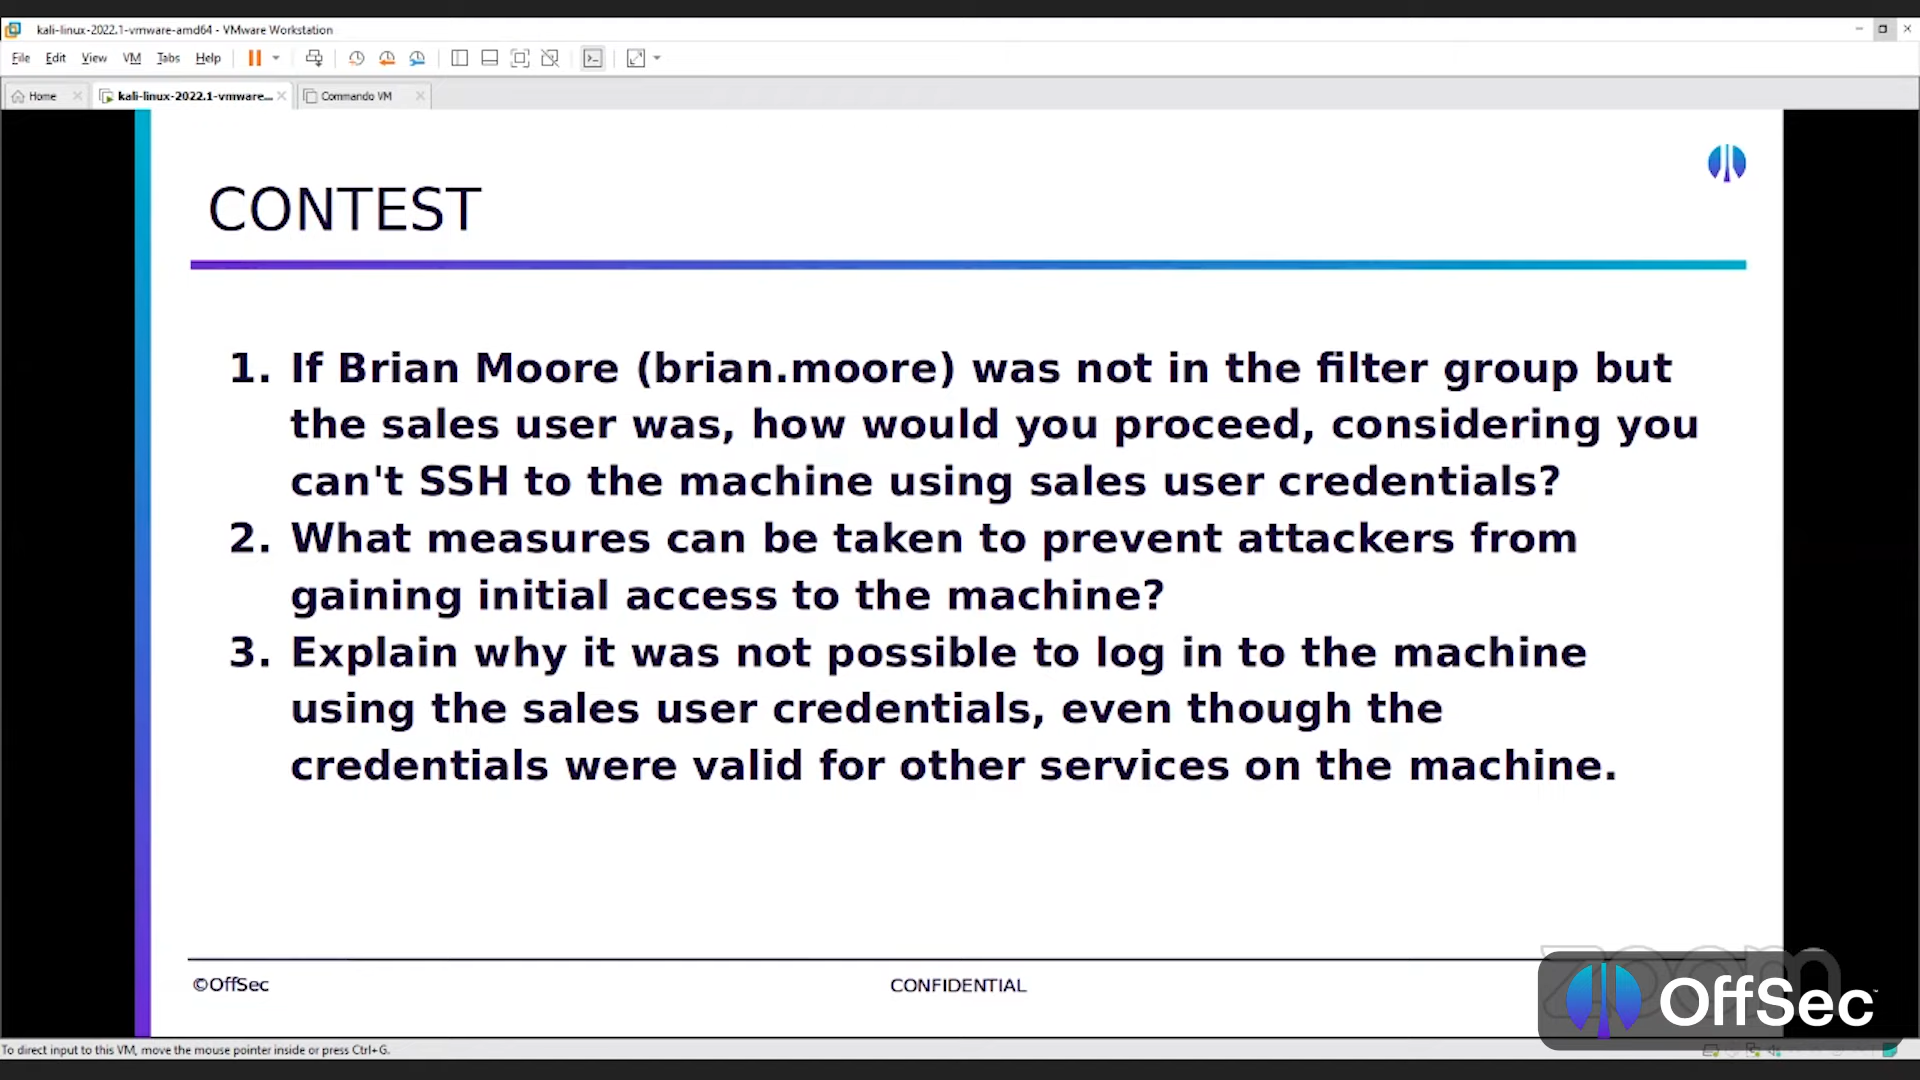 kali-linux-2022.1-vmware-amd64 - VMware Workstation
File Edit View VM Tabs Help
Home kali-linux-2022.1-vmware... Commando VM
CONTEST
1. If Brian Moore (brian.moore) was not in the filter group but
the sales user was, how would you proceed, considering you
can't SSH to the machine using sales user credentials?
2. What measures can be taken to prevent attackers from
gaining initial access to the machine?
3. Explain why it was not possible to log in to the machine
using the sales user credentials, even though the
credentials were valid for other services on the machine.
©OffSec CONFIDENTIAL
zoom
OffSec™
To direct input to this VM, move the mouse pointer inside or press Ctrl+G.